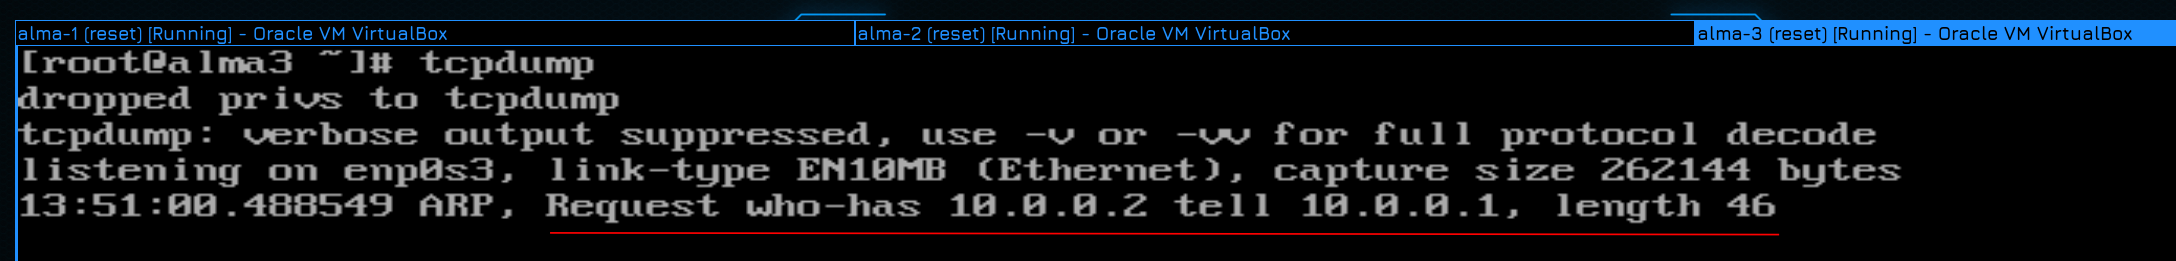 alma-1 (reset) [Running] - Oracle VM VirtualBox
alma-2 (reset) [Running] - Oracle VM VirtualBox
alma-3 (reset) [Running] - Oracle VM VirtualBox
[root@alma3 ~]# tcpdump
dropped privs to tcpdump
tcpdump: verbose output suppressed, use -v or -vv for full protocol decode
listening on enp0s3, link-type EN10MB (Ethernet), capture size 262144 bytes
13:51:00.488549 ARP, Request who-has 10.0.0.2 tell 10.0.0.1, length 46